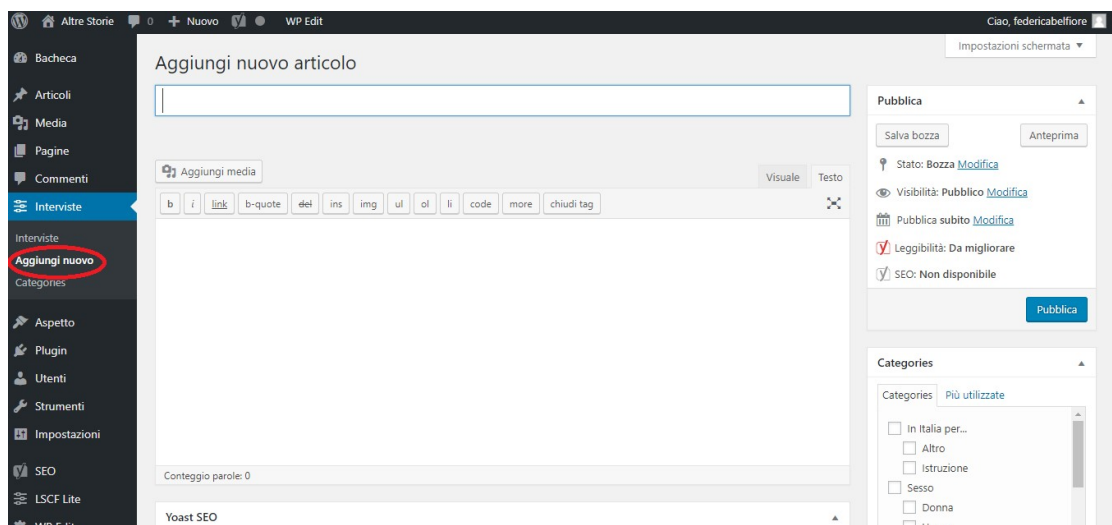 Altre Storie 0 Nuovo WP Edit Ciao, federicabelfiore
Impostazioni schermata ▼
Bacheca
Articoli
Media
Pagine
Commenti
Interviste
Interviste
Aggiungi nuovo
Categories
Aspetto
Plugin
Utenti
Strumenti
Impostazioni
SEO
LSCF Lite
WP Edit
Aggiungi nuovo articolo
Aggiungi media
Visuale Testo
b i link b-quote del ins img ul ol li code more chiudi tag
Conteggio parole: 0
Yoast SEO
Pubblica
Salva bozza Anteprima
Stato: Bozza Modifica
Visibilità: Pubblico Modifica
Pubblica subito Modifica
Leggibilità: Da migliorare
SEO: Non disponibile
Pubblica
Categories
Categories Più utilizzate
In Italia per...
Altro
Istruzione
Sesso
Donna